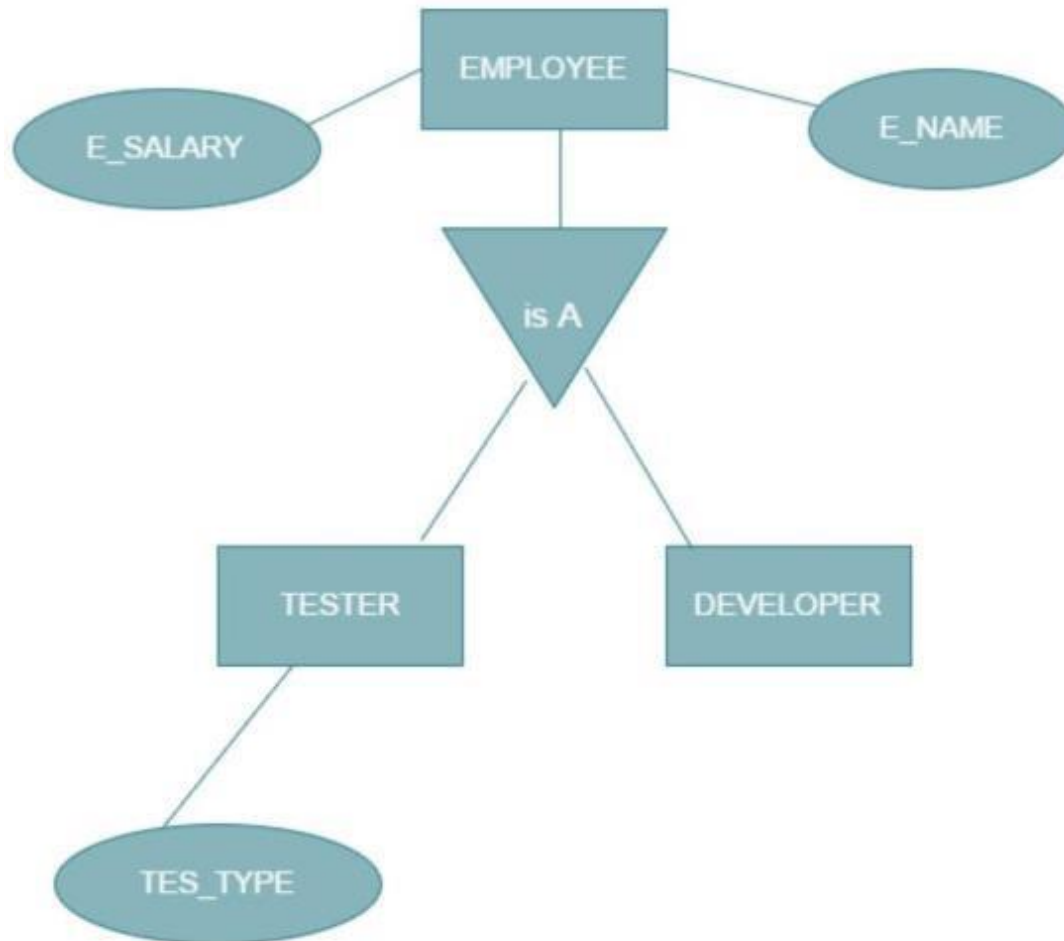 EMPLOYEE
E_SALARY
E_NAME
is A
TESTER
DEVELOPER
TES_TYPE